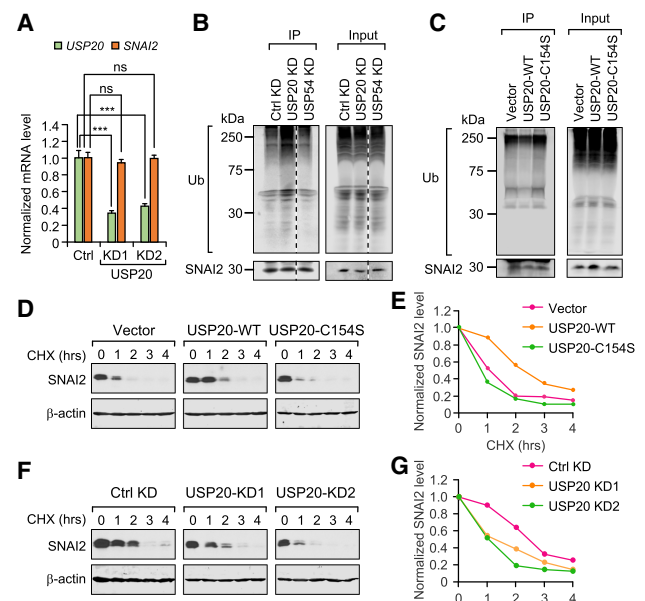 A
USP20 SNAI2
ns
ns
***
***
Normalized mRNA level
1.4
1.2
1.0
0.8
0.6
0.4
0.2
0
Ctrl KD1 KD2
USP20
B
IP Input
Ctrl KD
USP20 KD
USP54 KD
Ctrl KD
USP20 KD
USP54 KD
kDa
250
75
30
Ub
SNAI2 30
C
IP Input
Vector
USP20-WT
USP20-C154S
Vector
USP20-WT
USP20-C154S
kDa
250
75
30
Ub
SNAI2 30
D
Vector USP20-WT USP20-C154S
CHX (hrs) 0 1 2 3 4 0 1 2 3 4 0 1 2 3 4
SNAI2
β-actin
E
Normalized SNAI2 level
1.2
1.0
0.8
0.6
0.4
0.2
0
0 1 2 3 4
CHX (hrs)
Vector
USP20-WT
USP20-C154S
F
Ctrl KD USP20-KD1 USP20-KD2
CHX (hrs) 0 1 2 3 4 0 1 2 3 4 0 1 2 3 4
SNAI2
β-actin
G
Normalized SNAI2 level
1.2
1.0
0.8
0.6
0.4
0.2
0
0 1 2 3 4
Ctrl KD
USP20 KD1
USP20 KD2